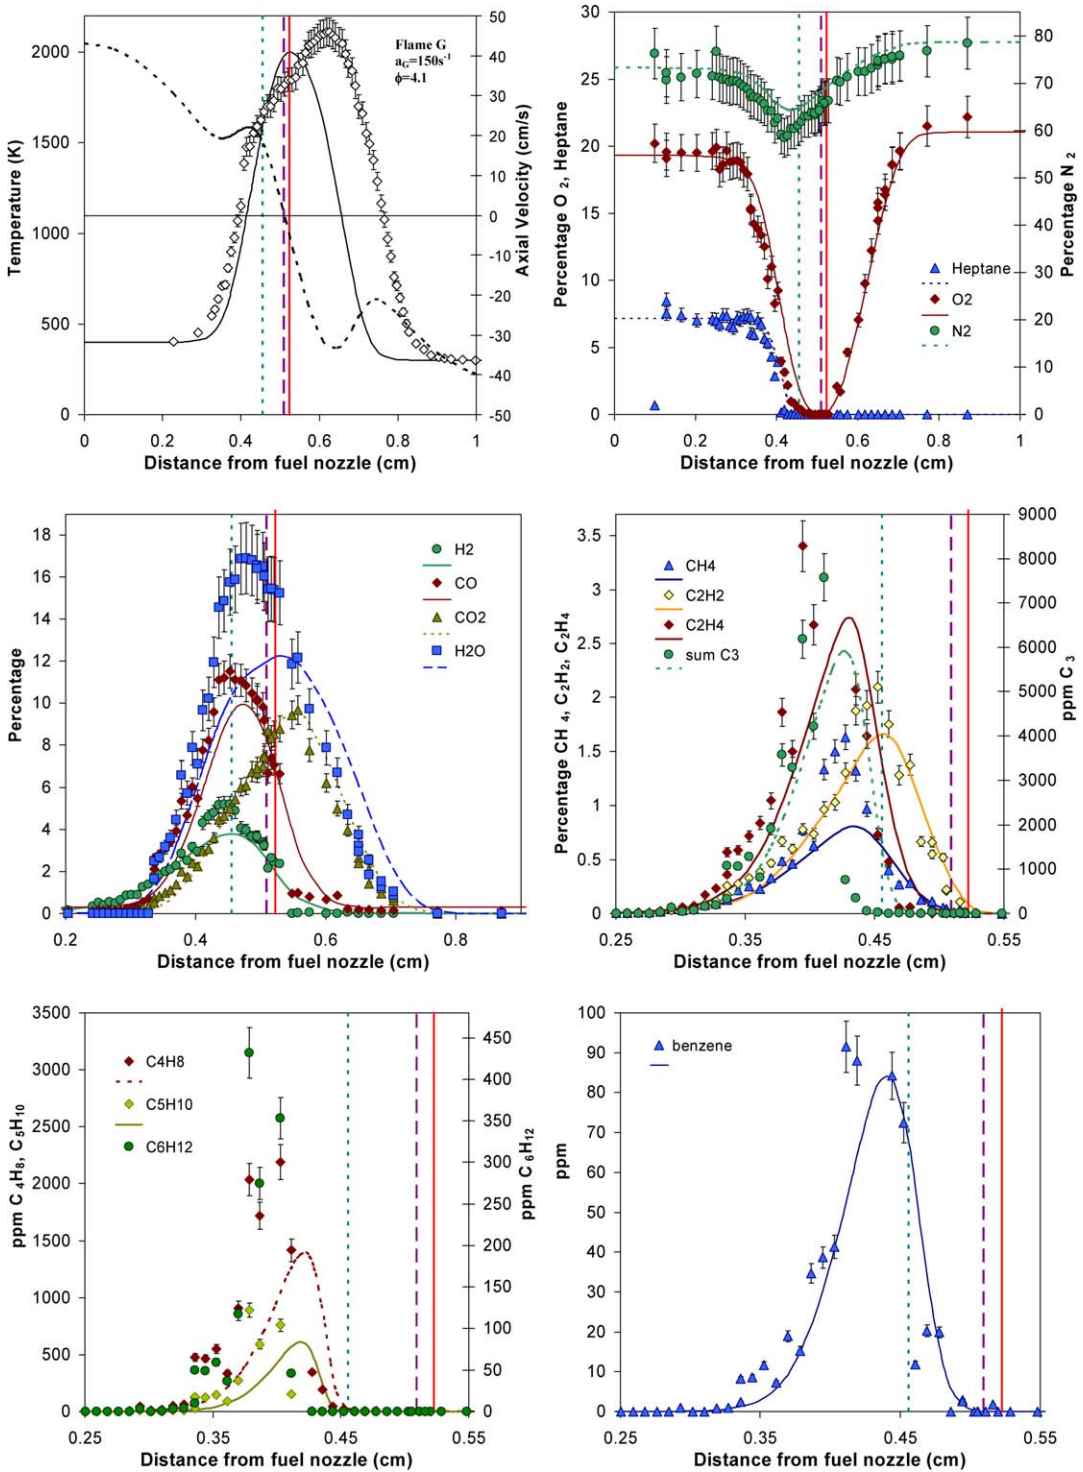 2000
1500
1000
500
0
Temperature (K)
Flame G
aG=150s-1
ϕ=4.1
50
40
30
20
10
0
-10
-20
-30
-40
-50
Axial Velocity (cm/s)
0 0.2 0.4 0.6 0.8 1
Distance from fuel nozzle (cm)
30
25
20
15
10
5
0
Percentage O 2, Heptane
Heptane
O2
N2
80
70
60
50
40
30
20
10
0
Percentage N 2
0 0.2 0.4 0.6 0.8 1
Distance from fuel nozzle (cm)
18
16
14
12
10
8
6
4
2
0
Percentage
H2
CO
CO2
H2O
0.2 0.4 0.6 0.8
Distance from fuel nozzle (cm)
3.5
3
2.5
2
1.5
1
0.5
0
Percentage CH 4, C2H2, C2H4
CH4
C2H2
C2H4
sum C3
9000
8000
7000
6000
5000
4000
3000
2000
1000
0
ppm C 3
0.25 0.35 0.45 0.55
Distance from fuel nozzle (cm)
3500
3000
2500
2000
1500
1000
500
0
ppm C 4H8, C5H10
C4H8
C5H10
C6H12
450
400
350
300
250
200
150
100
50
0
ppm C 6H12
0.25 0.35 0.45 0.55
Distance from fuel nozzle (cm)
100
90
80
70
60
50
40
30
20
10
0
ppm
benzene
0.25 0.35 0.45 0.55
Distance from fuel nozzle (cm)